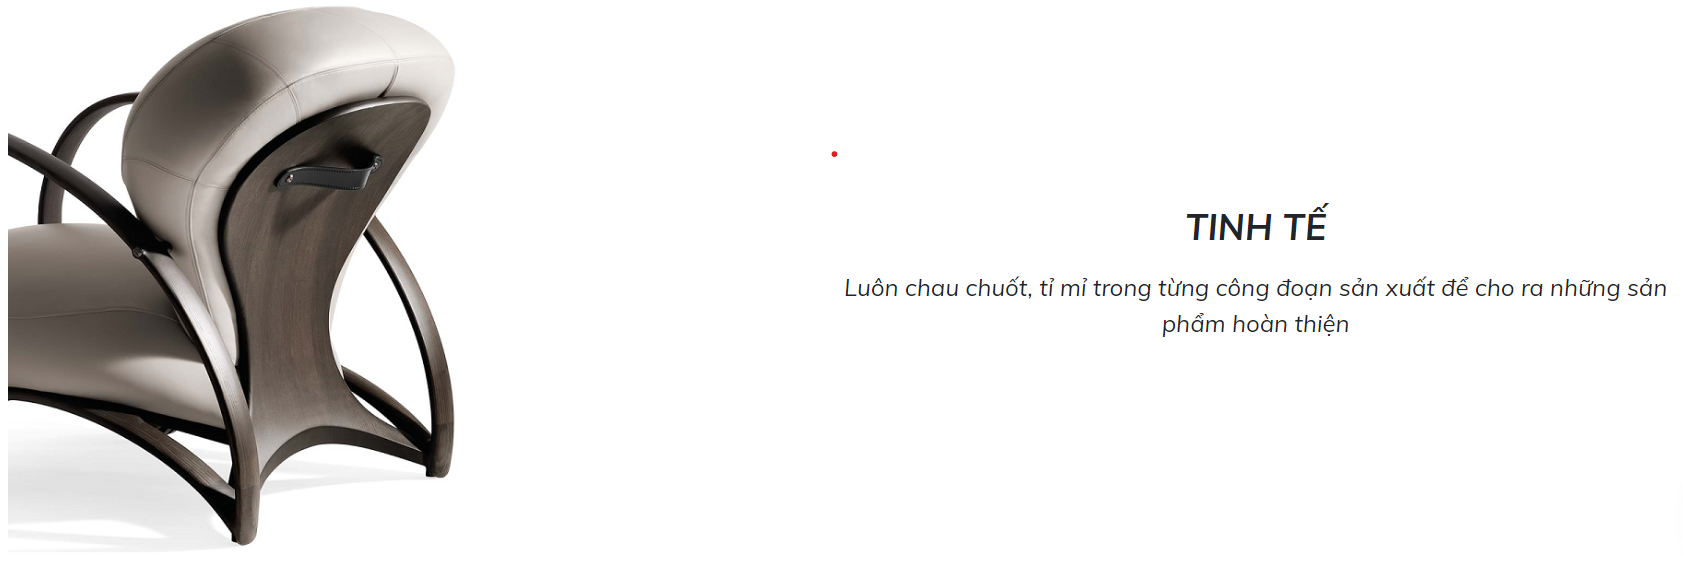 TINH TẾ
Luôn chau chuốt, tỉ mỉ trong từng công đoạn sản xuất để cho ra những sản
phẩm hoàn thiện